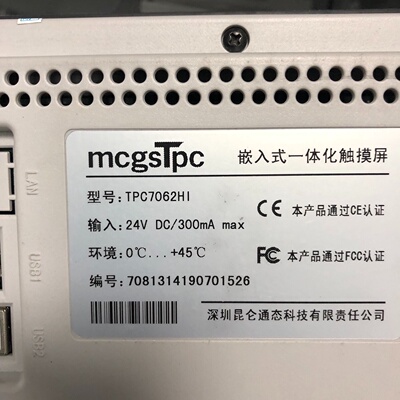 mcgsTpc 嵌入式一体化触摸屏
型号: TPC7062HI
输入: 24V DC/300mA max CE 本产品通过CE认证
环境: 0℃... +45℃ FC 本产品通过FCC认证
编号: 7081314190701526
深圳昆仑通态科技有限责任公司
LAN
USB1
USB2